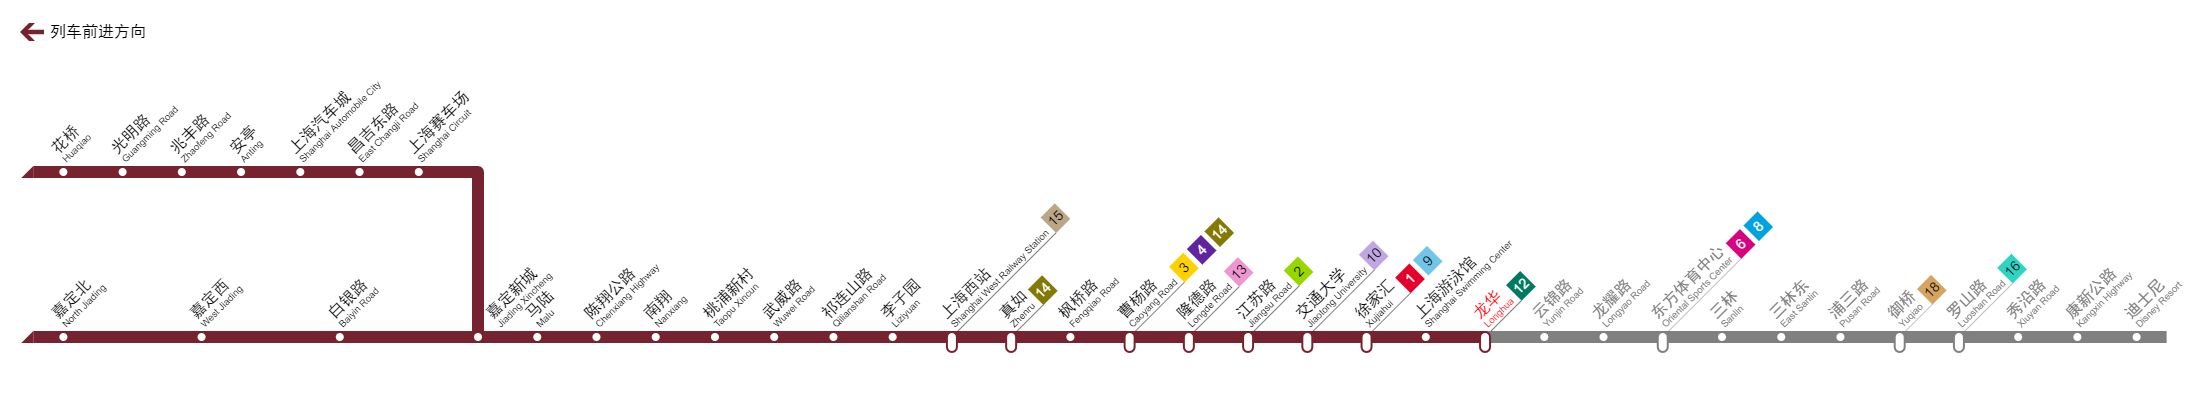 列车前进方向
花桥
Huaqiao
光明路
Guangming Road
兆丰路
Zhaofeng Road
安亭
Anting
上海汽车城
Shanghai Automobile City
昌吉东路
East Changji Road
上海赛车场
Shanghai Circuit
嘉定北
North Jiading
嘉定西
West Jiading
白银路
Baiyin Road
嘉定新城
Jiading Xincheng
马陆
Malu
陈翔公路
Chenxiang Highway
南翔
Nanxiang
桃浦新村
Taopu Xincun
武威路
Wuwei Road
祁连山路
Qilianshan Road
李子园
Liziyuan
上海西站
Shanghai West Railway Station
15
真如
Zhenru
14
枫桥路
Fengqiao Road
曹杨路
Caoyang Road
3
4
14
隆德路
Longde Road
13
江苏路
Jiangsu Road
2
交通大学
Jiaotong University
10
徐家汇
Xujiahui
1
9
上海游泳馆
Shanghai Swimming Center
龙华
Longhua
12
云锦路
Yunjin Road
龙耀路
Longyao Road
东方体育中心
Oriental Sports Center
6
8
三林
Sanlin
三林东
East Sanlin
浦三路
Pusan Road
御桥
Yuqiao
18
罗山路
Luoshan Road
16
秀沿路
Xiuyan Road
康新公路
Kangxin Highway
迪士尼
Disney Resort